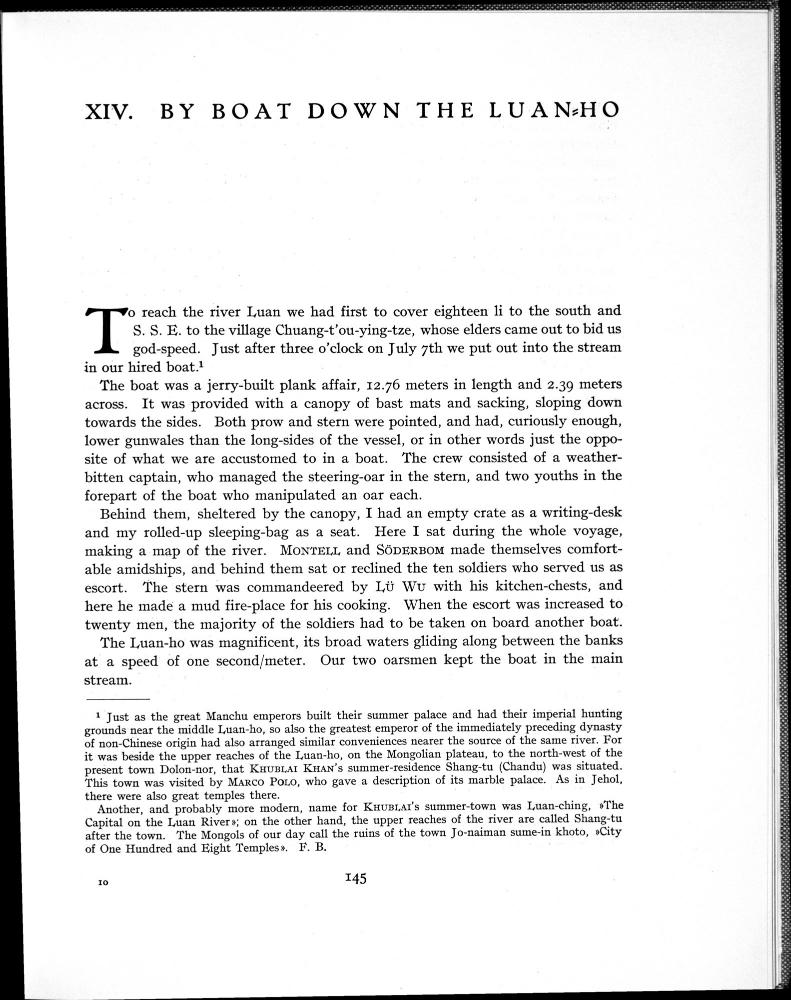 XIV. BY BOAT DOWN THE LUAN-HO
To reach the river Luan we had first to cover eighteen li to the south and
S. S. E. to the village Chuang-t'ou-ying-tze, whose elders came out to bid us
god-speed. Just after three o'clock on July 7th we put out into the stream
in our hired boat.¹
The boat was a jerry-built plank affair, 12.76 meters in length and 2.39 meters
across. It was provided with a canopy of bast mats and sacking, sloping down
towards the sides. Both prow and stern were pointed, and had, curiously enough,
lower gunwales than the long-sides of the vessel, or in other words just the oppo-
site of what we are accustomed to in a boat. The crew consisted of a weather-
bitten captain, who managed the steering-oar in the stern, and two youths in the
forepart of the boat who manipulated an oar each.
Behind them, sheltered by the canopy, I had an empty crate as a writing-desk
and my rolled-up sleeping-bag as a seat. Here I sat during the whole voyage,
making a map of the river. MONTELL and SÖDERBOM made themselves comfort-
able amidships, and behind them sat or reclined the ten soldiers who served us as
escort. The stern was commandeered by LÜ WU with his kitchen-chests, and
here he made a mud fire-place for his cooking. When the escort was increased to
twenty men, the majority of the soldiers had to be taken on board another boat.
The Luan-ho was magnificent, its broad waters gliding along between the banks
at a speed of one second/meter. Our two oarsmen kept the boat in the main
stream.
¹ Just as the great Manchu emperors built their summer palace and had their imperial hunting
grounds near the middle Luan-ho, so also the greatest emperor of the immediately preceding dynasty
of non-Chinese origin had also arranged similar conveniences nearer the source of the same river. For
it was beside the upper reaches of the Luan-ho, on the Mongolian plateau, to the north-west of the
present town Dolon-nor, that KHUBLAI KHAN's summer-residence Shang-tu (Chandu) was situated.
This town was visited by MARCO POLO, who gave a description of its marble palace. As in Jehol,
there were also great temples there.
Another, and probably more modern, name for KHUBLAI's summer-town was Luan-ching, »The
Capital on the Luan River»; on the other hand, the upper reaches of the river are called Shang-tu
after the town. The Mongols of our day call the ruins of the town Jo-naiman sume-in khoto, »City
of One Hundred and Eight Temples». F. B.
10
145